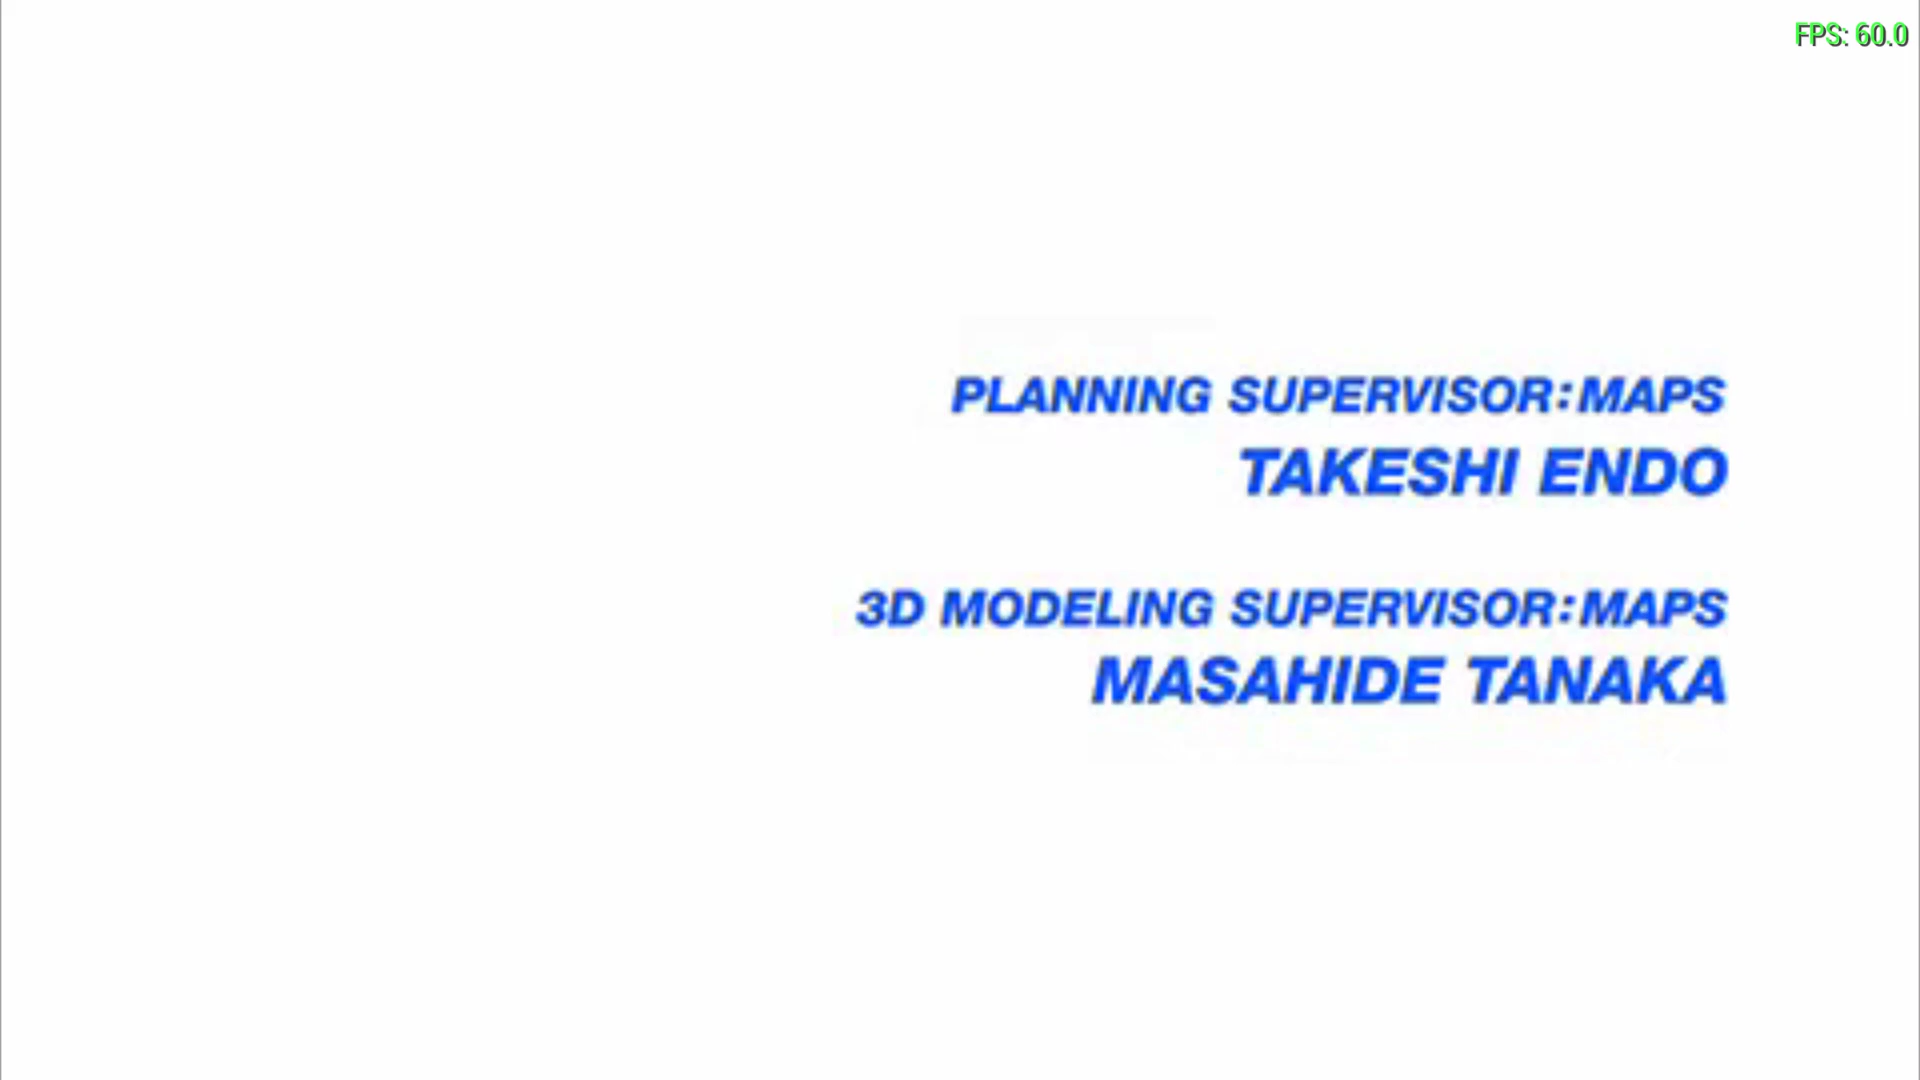 FPS: 60.0
PLANNING SUPERVISOR:MAPS
TAKESHI ENDO
3D MODELING SUPERVISOR:MAPS
MASAHIDE TANAKA